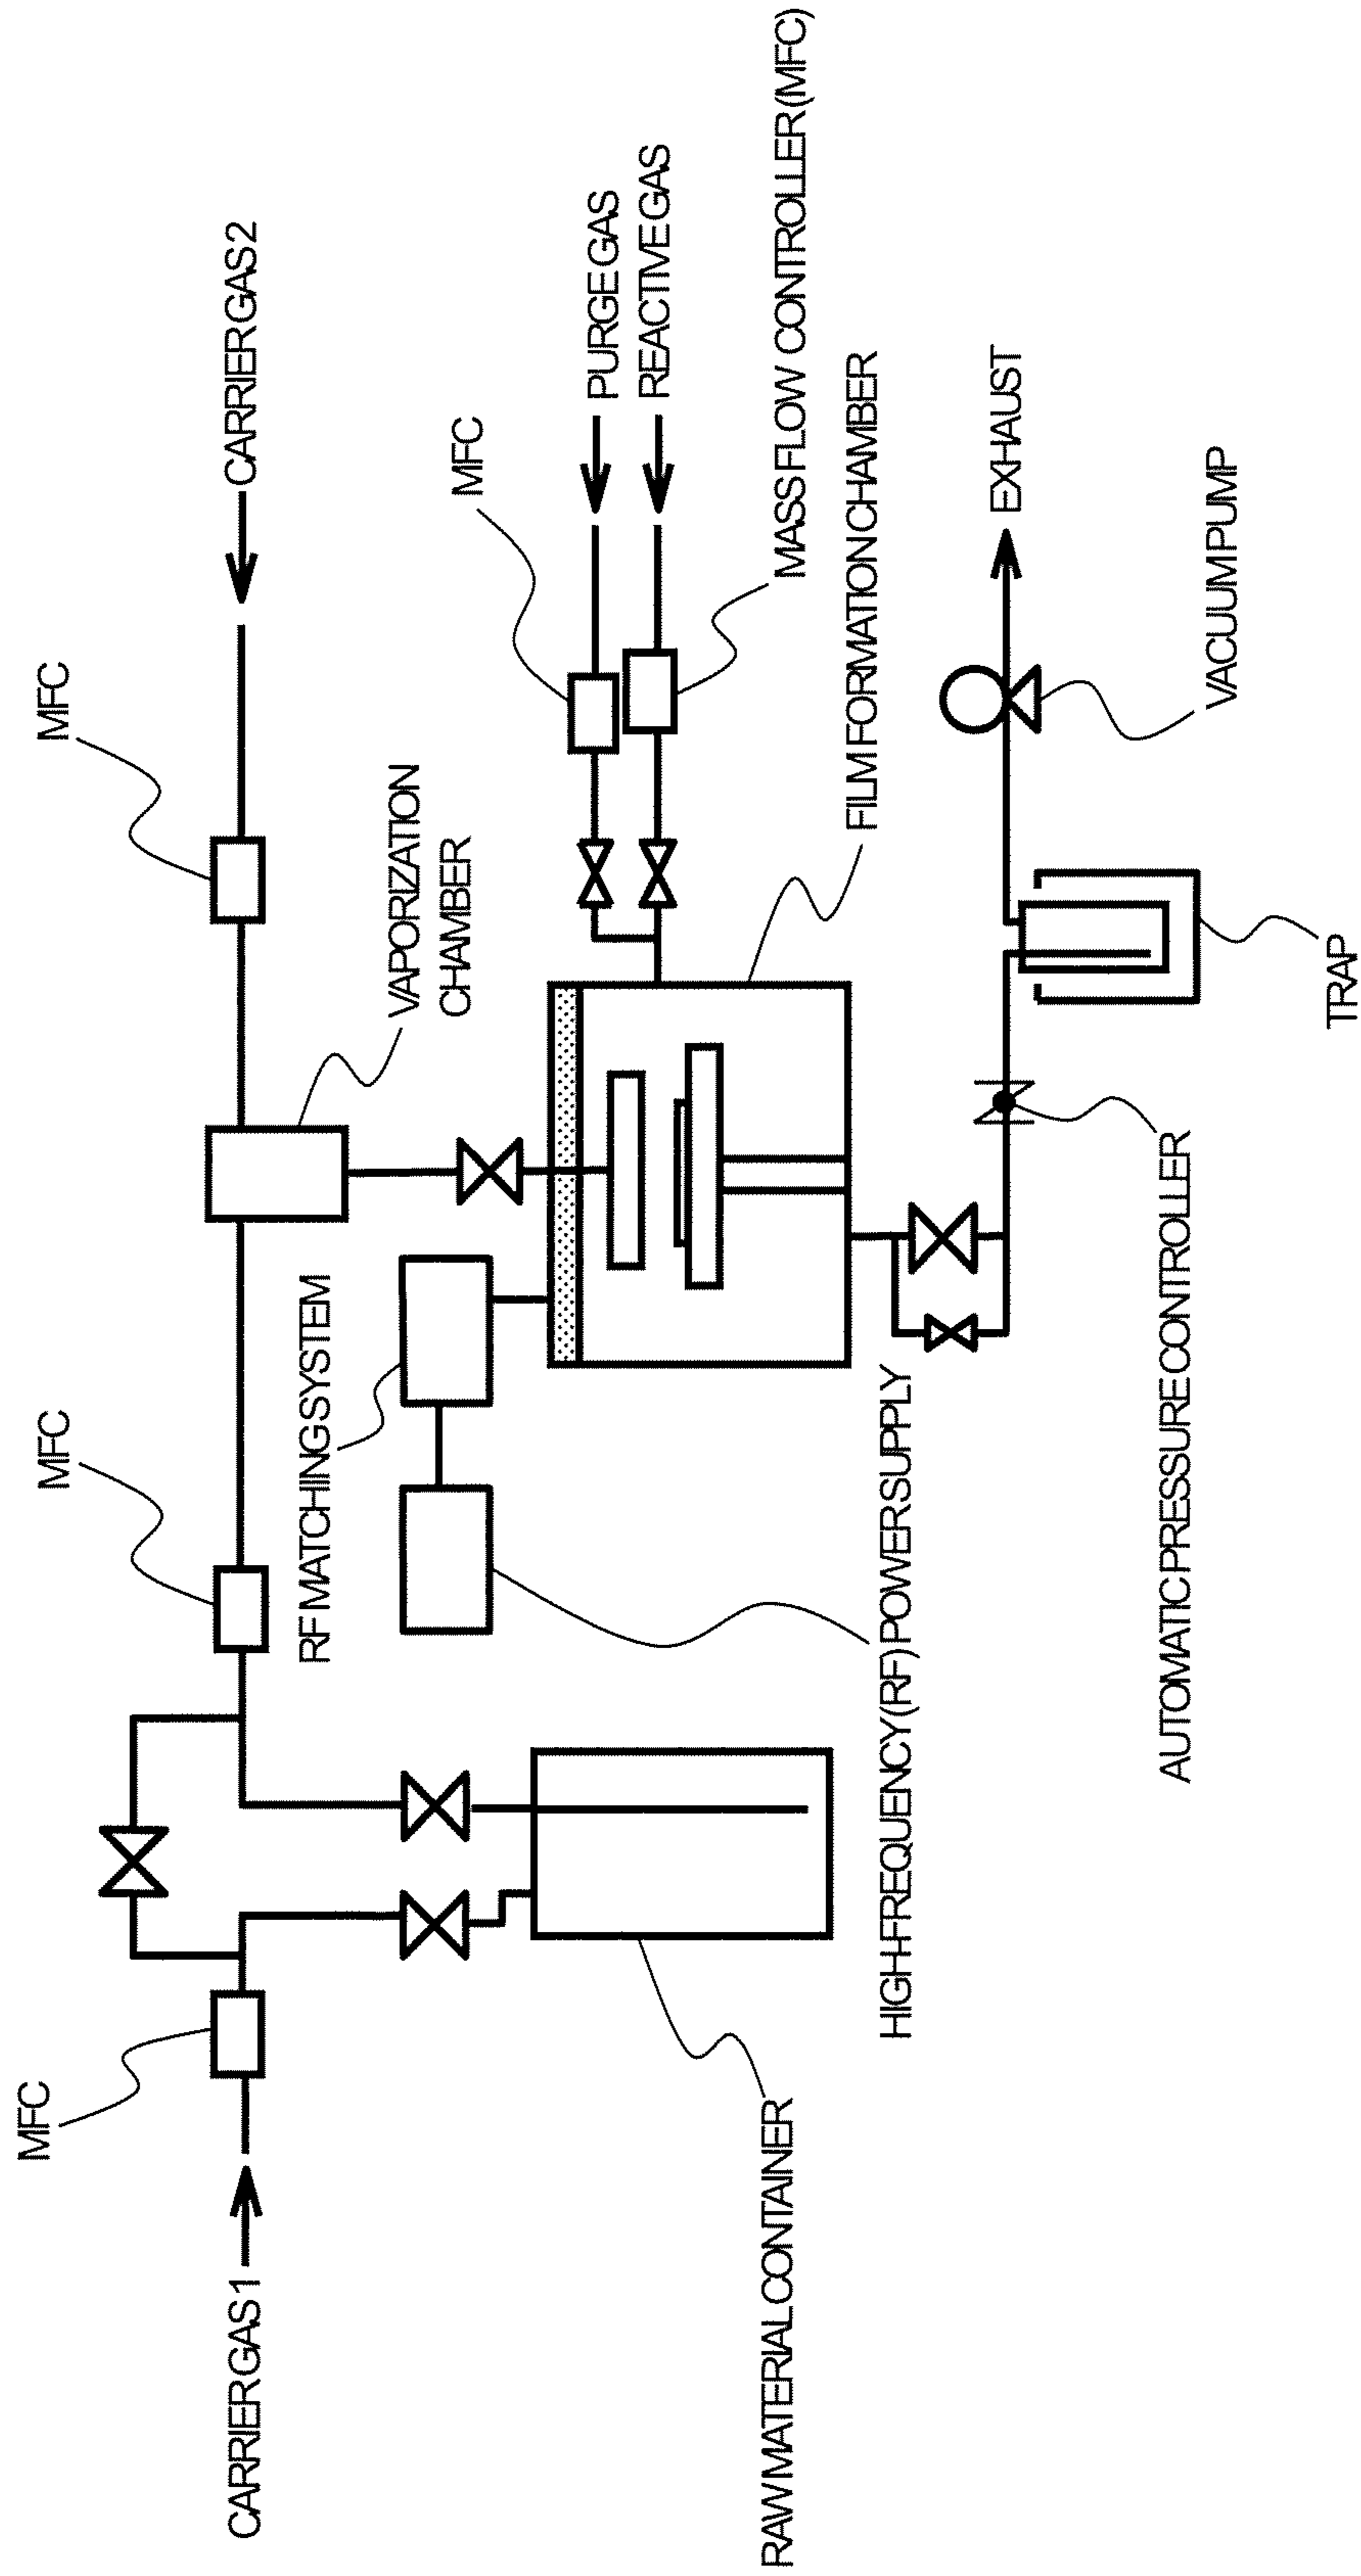 CARRIER GAS 1
MFC
MFC
MFC
CARRIER GAS 2
VAPORIZATION
CHAMBER
RF MATCHING SYSTEM
MFC
PURGE GAS
REACTIVE GAS
MASS FLOW CONTROLLER (MFC)
FILM FORMATION CHAMBER
RAW MATERIAL CONTAINER
HIGH-FREQUENCY (RF) POWER SUPPLY
EXHAUST
AUTOMATIC PRESSURE CONTROLLER
VACUUM PUMP
TRAP